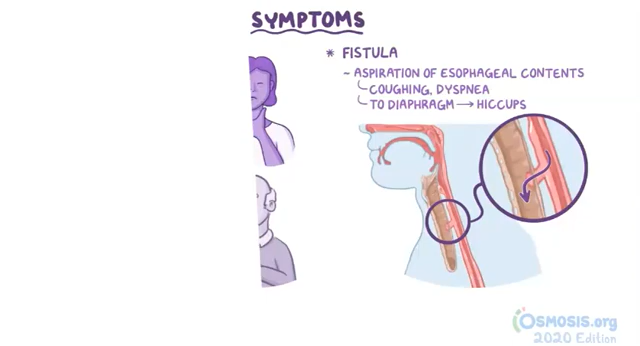 SYMPTOMS
* FISTULA
~ ASPIRATION OF ESOPHAGEAL CONTENTS
COUGHING, DYSPNEA
TO DIAPHRAGM → HICCUPS
OSMOSIS.org
2020 Edition